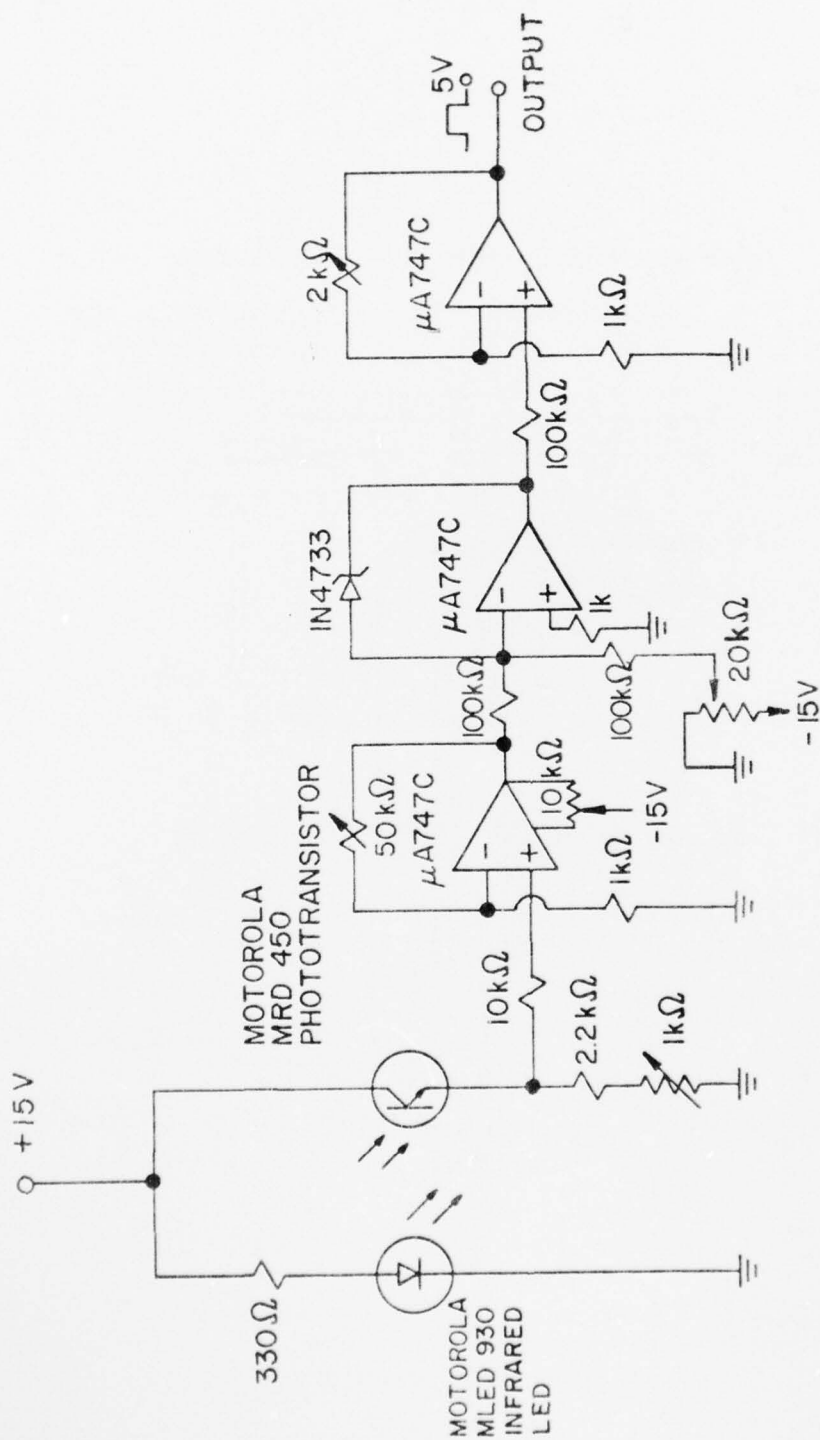 +15V
330Ω
MOTOROLA
MLED 930
INFRARED
LED
MOTOROLA
MRD 450
PHOTOTRANSISTOR
10kΩ
2.2kΩ
1kΩ
50kΩ
μA747C
-
+
10kΩ
-15V
1kΩ
100kΩ
1N4733
μA747C
-
+
1k
100kΩ
20kΩ
-15V
100kΩ
2kΩ
μA747C
-
+
1kΩ
5V
OUTPUT